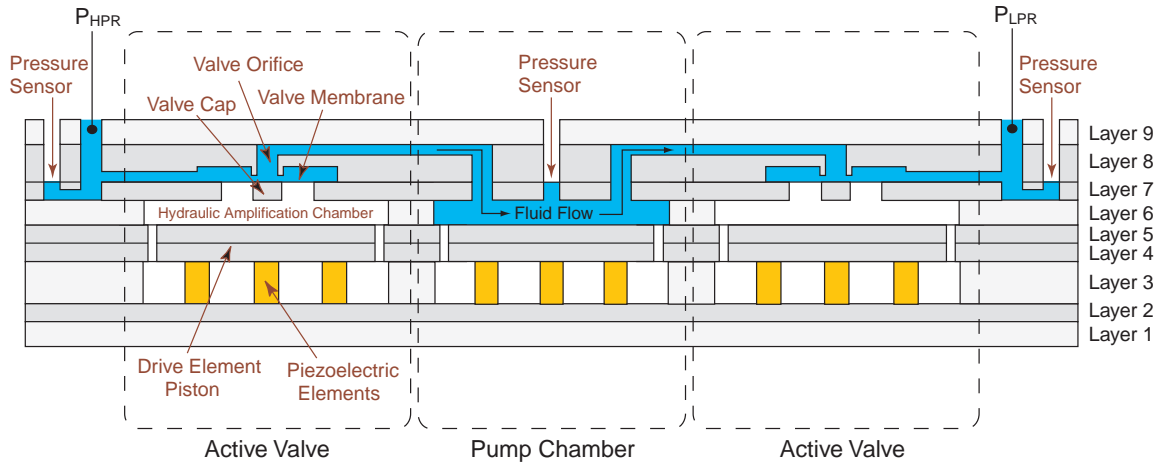 P_HPR
P_LPR
Pressure
Sensor
Valve Orifice
Valve Membrane
Valve Cap
Pressure
Sensor
Pressure
Sensor
Layer 9
Layer 8
Layer 7
Hydraulic Amplification Chamber
Fluid Flow
Layer 6
Layer 5
Layer 4
Layer 3
Layer 2
Layer 1
Drive Element
Piston
Piezoelectric
Elements
Active Valve
Pump Chamber
Active Valve